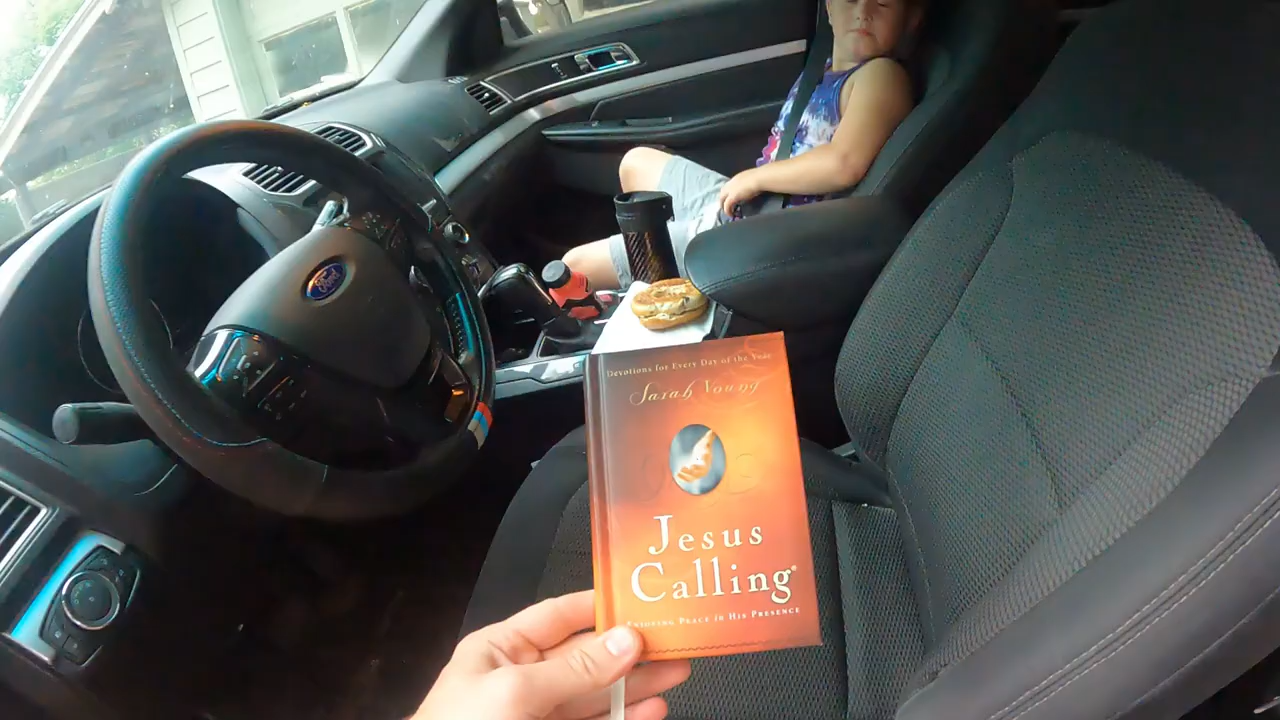 Ford
Devotions for Every Day of the Year
Sarah Young
Jesus
Calling®
Enjoying Peace in His Presence